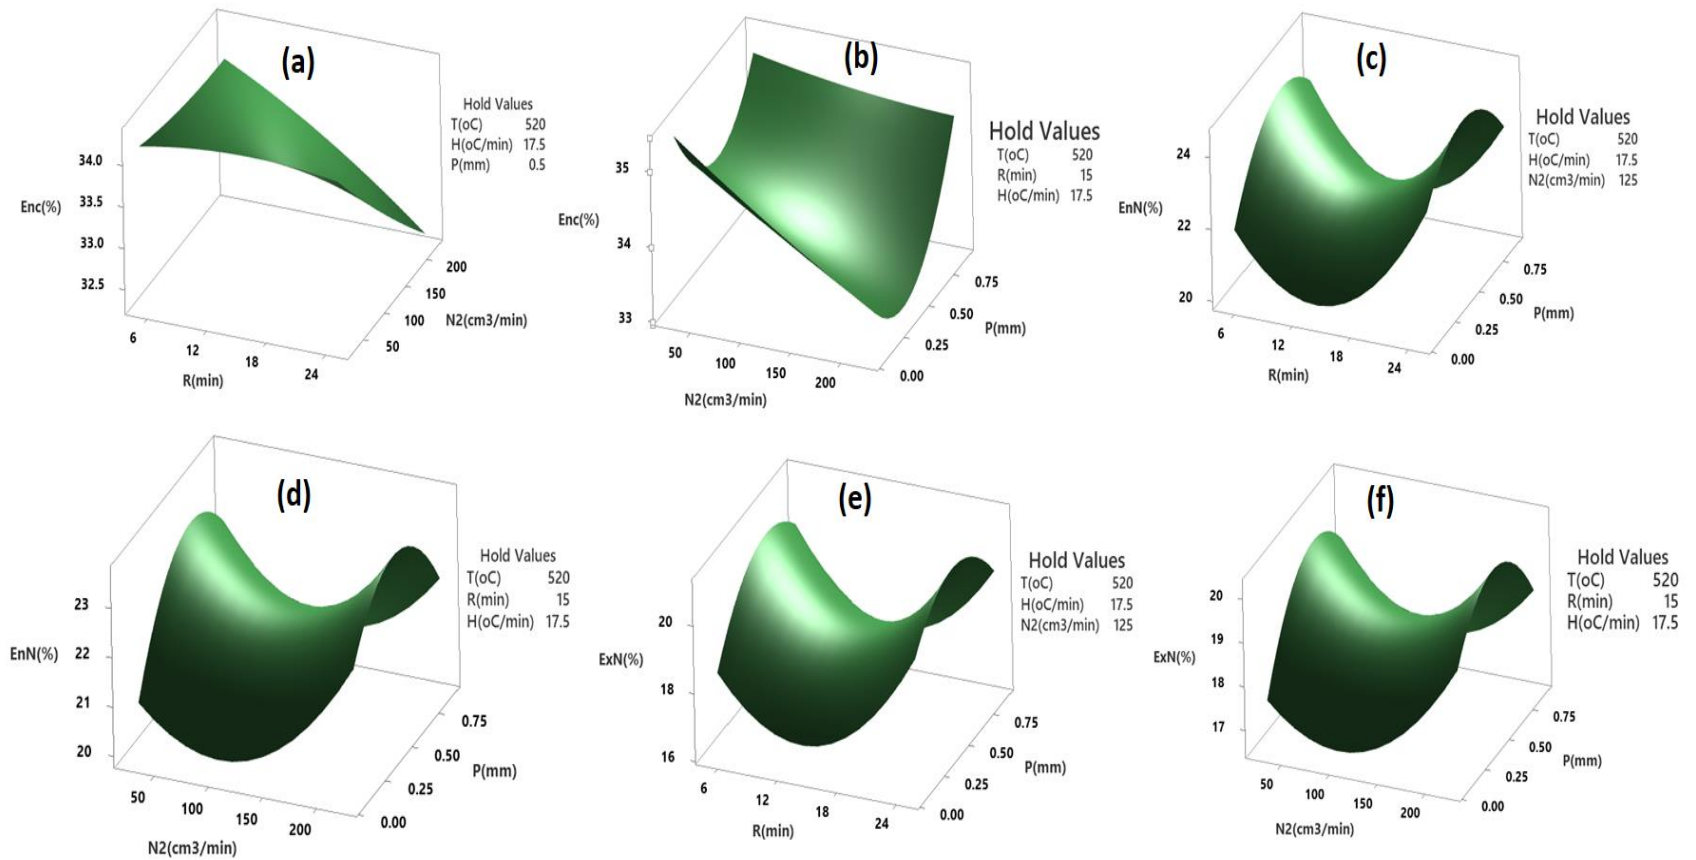 (a)
Hold Values
T(oC) 520
H(oC/min) 17.5
P(mm) 0.5
Enc(%)
34.0
33.5
33.0
32.5
6
12
18
24
R(min)
50
100
150
200
N2(cm3/min)
(b)
Hold Values
T(oC) 520
R(min) 15
H(oC/min) 17.5
Enc(%)
35
34
33
50
100
150
200
N2(cm3/min)
0.00
0.25
0.50
0.75
P(mm)
(c)
Hold Values
T(oC) 520
H(oC/min) 17.5
N2(cm3/min) 125
EnN(%)
24
22
20
6
12
18
24
R(min)
0.00
0.25
0.50
0.75
P(mm)
(d)
Hold Values
T(oC) 520
R(min) 15
H(oC/min) 17.5
EnN(%)
23
22
21
20
50
100
150
200
N2(cm3/min)
0.00
0.25
0.50
0.75
P(mm)
(e)
Hold Values
T(oC) 520
H(oC/min) 17.5
N2(cm3/min) 125
ExN(%)
20
18
16
6
12
18
24
R(min)
0.00
0.25
0.50
0.75
P(mm)
(f)
Hold Values
T(oC) 520
R(min) 15
H(oC/min) 17.5
ExN(%)
20
19
18
17
50
100
150
200
N2(cm3/min)
0.00
0.25
0.50
0.75
P(mm)